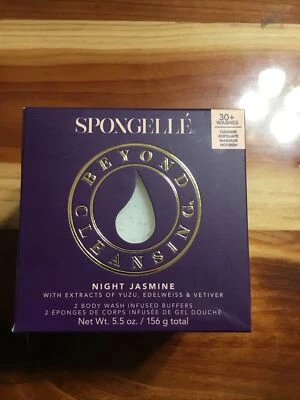 SPONGELLÉ
30+
WASHES
CLEANSE
EXFOLIATE
MASSAGE
NOURISH
BEYOND
CLEANSING
NIGHT JASMINE
WITH EXTRACTS OF YUZU, EDELWEISS & VETIVER
2 BODY WASH INFUSED BUFFERS
2 ÉPONGES DE CORPS INFUSÉE DE GEL DOUCHE
Net Wt. 5.5 oz. / 156 g total